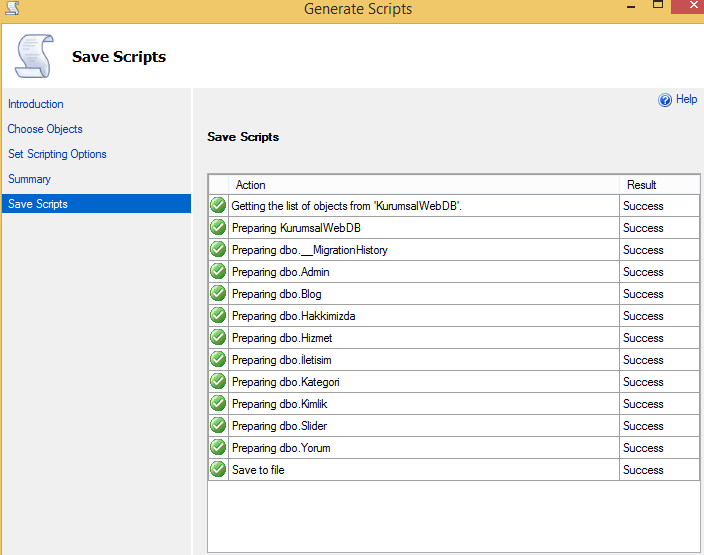 Generate Scripts
Save Scripts
Introduction
Choose Objects
Set Scripting Options
Summary
Save Scripts
Help
Save Scripts
Action Result
Getting the list of objects from 'KurumsalWebDB'. Success
Preparing KurumsalWebDB Success
Preparing dbo.__MigrationHistory Success
Preparing dbo.Admin Success
Preparing dbo.Blog Success
Preparing dbo.Hakkimizda Success
Preparing dbo.Hizmet Success
Preparing dbo.İletisim Success
Preparing dbo.Kategori Success
Preparing dbo.Kimlik Success
Preparing dbo.Slider Success
Preparing dbo.Yorum Success
Save to file Success